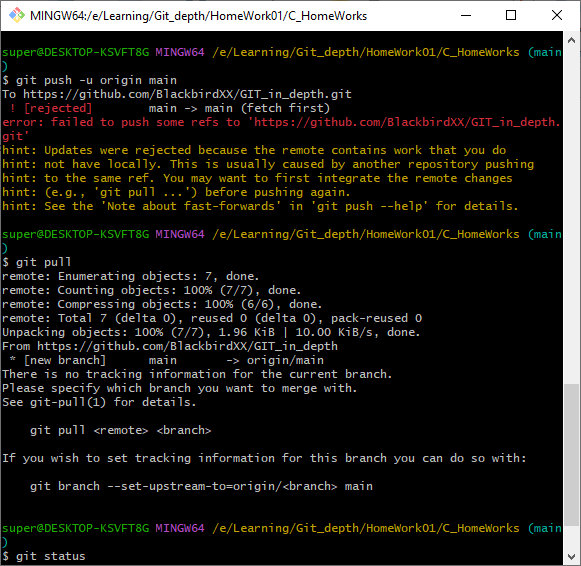 MINGW64:/e/Learning/Git_depth/HomeWork01/C_HomeWorks
super@DESKTOP-KSVFT8G MINGW64 /e/Learning/Git_depth/HomeWork01/C_HomeWorks (main
)
$ git push -u origin main
To https://github.com/BlackbirdXX/GIT_in_depth.git
 ! [rejected]        main -> main (fetch first)
error: failed to push some refs to 'https://github.com/BlackbirdXX/GIT_in_depth.
git'
hint: Updates were rejected because the remote contains work that you do
hint: not have locally. This is usually caused by another repository pushing
hint: to the same ref. You may want to first integrate the remote changes
hint: (e.g., 'git pull ...') before pushing again.
hint: See the 'Note about fast-forwards' in 'git push --help' for details.
super@DESKTOP-KSVFT8G MINGW64 /e/Learning/Git_depth/HomeWork01/C_HomeWorks (main
)
$ git pull
remote: Enumerating objects: 7, done.
remote: Counting objects: 100% (7/7), done.
remote: Compressing objects: 100% (6/6), done.
remote: Total 7 (delta 0), reused 0 (delta 0), pack-reused 0
Unpacking objects: 100% (7/7), 1.96 KiB | 10.00 KiB/s, done.
From https://github.com/BlackbirdXX/GIT_in_depth
 * [new branch]      main       -> origin/main
There is no tracking information for the current branch.
Please specify which branch you want to merge with.
See git-pull(1) for details.
    git pull <remote> <branch>
If you wish to set tracking information for this branch you can do so with:
    git branch --set-upstream-to=origin/<branch> main
super@DESKTOP-KSVFT8G MINGW64 /e/Learning/Git_depth/HomeWork01/C_HomeWorks (main
)
$ git status